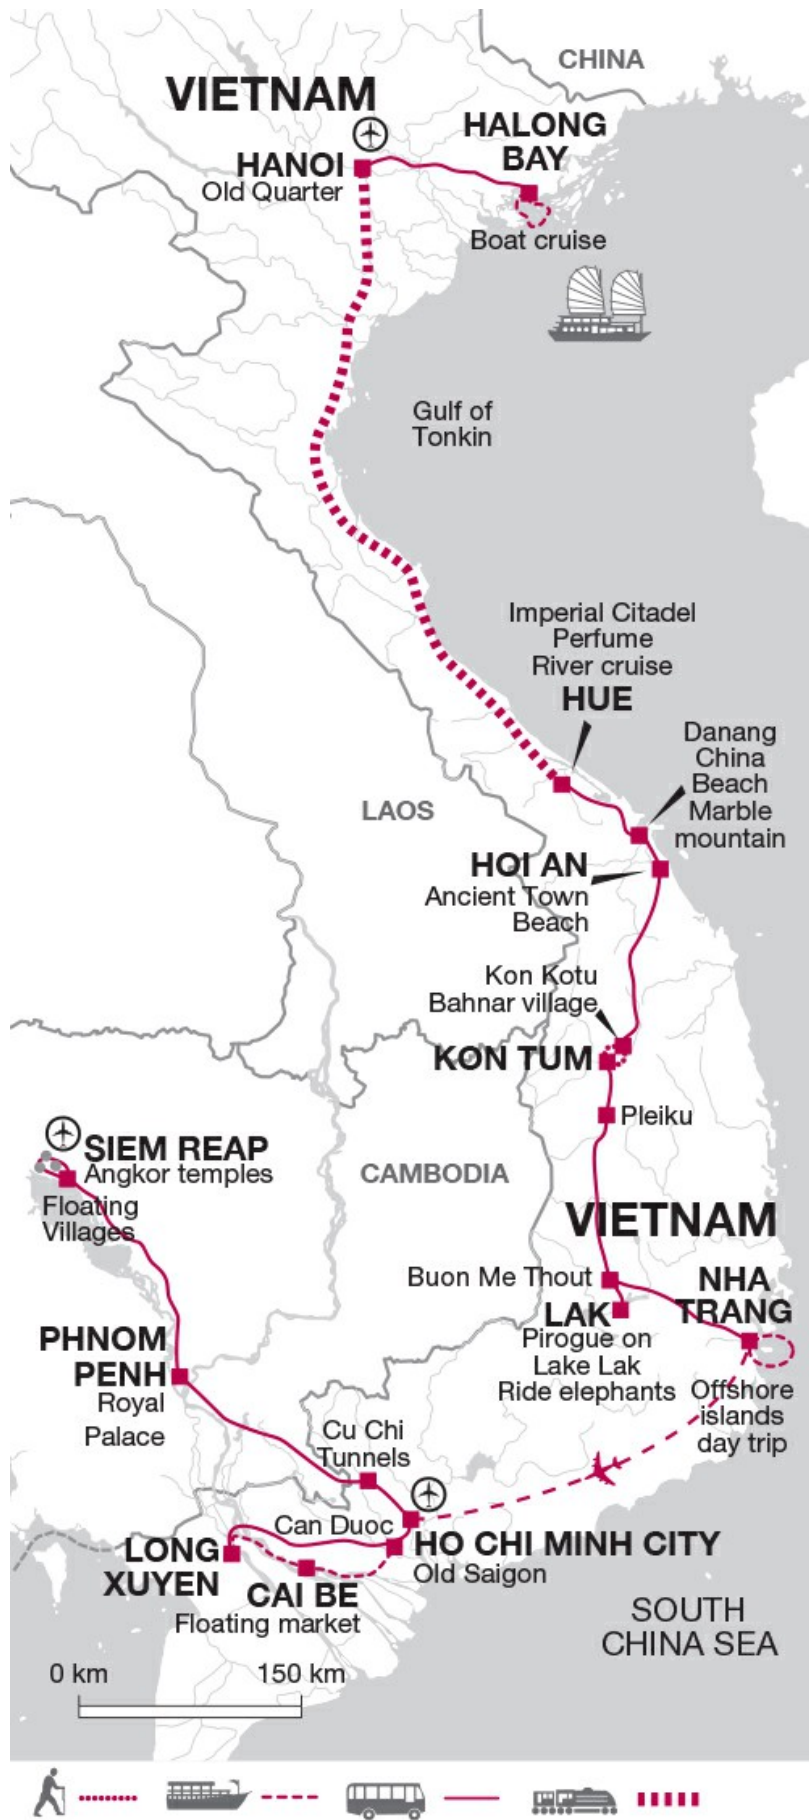 CHINA
VIETNAM
HALONG
BAY
HANOI
Old Quarter
Boat cruise
Gulf of
Tonkin
Imperial Citadel
Perfume
River cruise
HUE
Danang
China
Beach
Marble
mountain
LAOS
HOI AN
Ancient Town
Beach
Kon Kotu
Bahnar village
KON TUM
Pleiku
SIEM REAP
Angkor temples
Floating
Villages
CAMBODIA
VIETNAM
Buon Me Thout
NHA
TRANG
LAK
Pirogue on
Lake Lak
Ride elephants
Offshore
islands
day trip
PHNOM
PENH
Royal
Palace
Cu Chi
Tunnels
Can Duoc
HO CHI MINH CITY
Old Saigon
LONG
XUYEN
CAI BE
Floating market
SOUTH
CHINA SEA
0 km 150 km